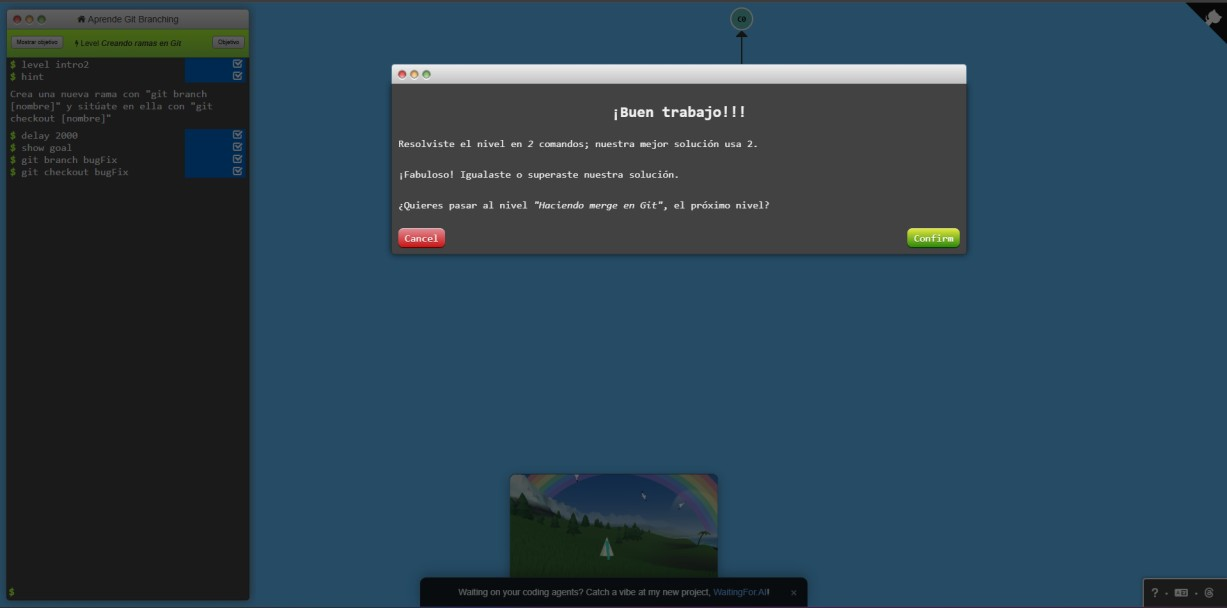 Aprende Git Branching
Mostrar objetivo
Level Creando ramas en Git
Objetivo
$ level intro2
$ hint
Crea una nueva rama con "git branch
[nombre]" y sitúate en ella con "git
checkout [nombre]"
$ delay 2000
$ show goal
$ git branch bugFix
$ git checkout bugFix
$
C0
¡Buen trabajo!!!
Resolviste el nivel en 2 comandos; nuestra mejor solución usa 2.
¡Fabuloso! Igualaste o superaste nuestra solución.
¿Quieres pasar al nivel "Haciendo merge en Git", el próximo nivel?
Cancel
Confirm
Waiting on your coding agents? Catch a vibe at my new project, WaitingFor.AI! ×
?